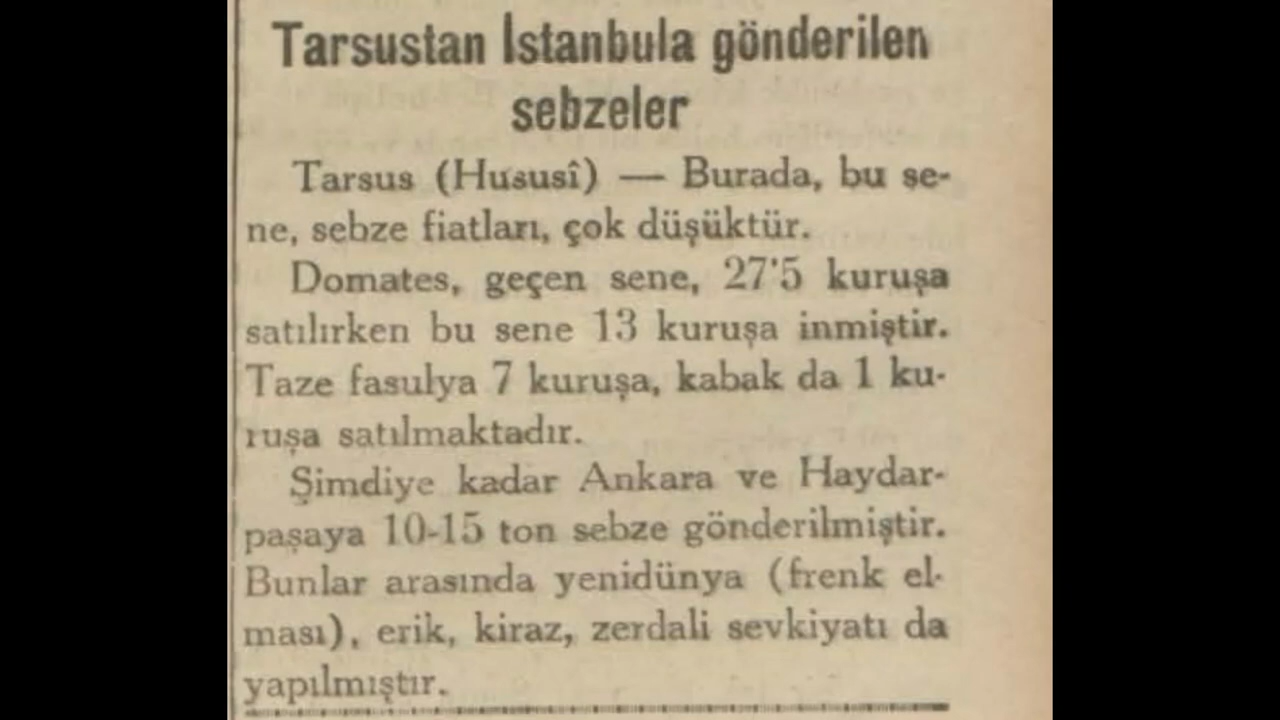 Tarsustan İstanbula gönderilen
sebzeler
Tarsus (Hususî) — Burada, bu se-
ne, sebze fiatları, çok düşüktür.
Domates, geçen sene, 27'5 kuruşa
satılırken bu sene 13 kuruşa inmiştir.
Taze fasulya 7 kuruşa, kabak da 1 ku-
ruşa satılmaktadır.
Şimdiye kadar Ankara ve Haydar-
paşaya 10-15 ton sebze gönderilmiştir.
Bunlar arasında yenidünya (frenk el-
ması), erik, kiraz, zerdali sevkiyatı da
yapılmıştır.